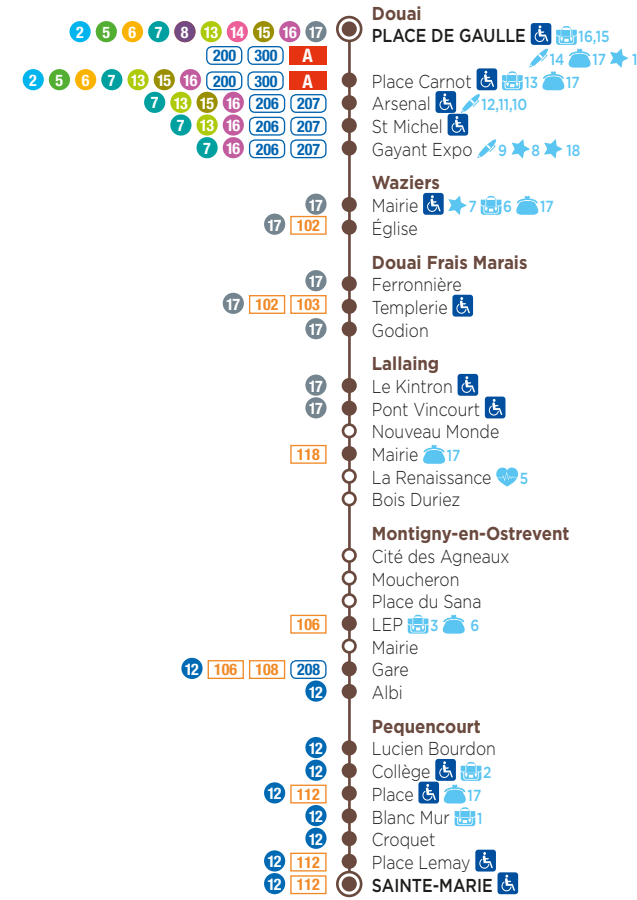 Douai
2 5 6 7 8 13 14 15 16 17 PLACE DE GAULLE 16,15
200 300 A 14 17 1
2 5 6 7 13 15 16 200 300 A Place Carnot 13 17
7 13 15 16 206 207 Arsenal 12,11,10
7 13 16 206 207 St Michel
7 16 206 207 Gayant Expo 9 8 18
Waziers
17 Mairie 7 6 17
17 102 Église
Douai Frais Marais
17 Ferronnière
17 102 103 Templerie
17 Godion
Lallaing
17 Le Kintron
17 Pont Vincourt
Nouveau Monde
118 Mairie 17
La Renaissance 5
Bois Duriez
Montigny-en-Ostrevent
Cité des Agneaux
Moucheron
Place du Sana
106 LEP 3 6
Mairie
12 106 108 208 Gare
12 Albi
Pequencourt
12 Lucien Bourdon
12 Collège 2
12 112 Place 17
12 Blanc Mur 1
12 Croquet
12 112 Place Lemay
12 112 SAINTE-MARIE